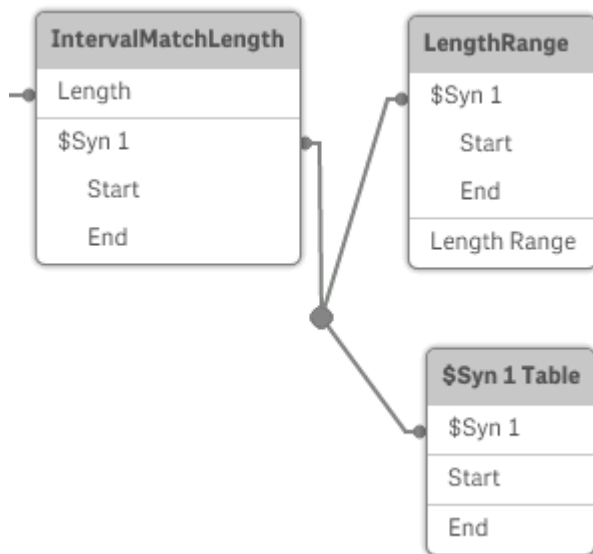 IntervalMatchLength
Length
$Syn 1
Start
End
LengthRange
$Syn 1
Start
End
Length Range
$Syn 1 Table
$Syn 1
Start
End